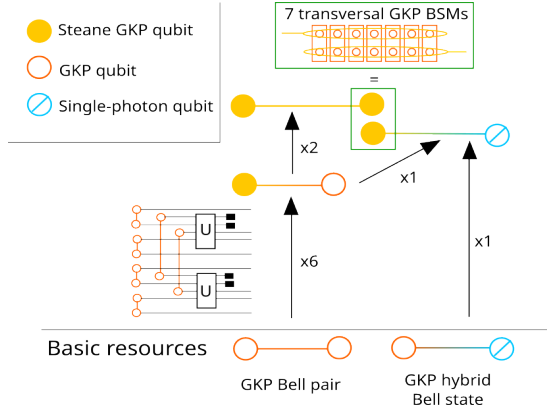 7 transversal GKP BSMs
Steane GKP qubit
GKP qubit
Single-photon qubit
=
x2
x1
x1
x6
U
U
Basic resources
GKP Bell pair
GKP hybrid
Bell state